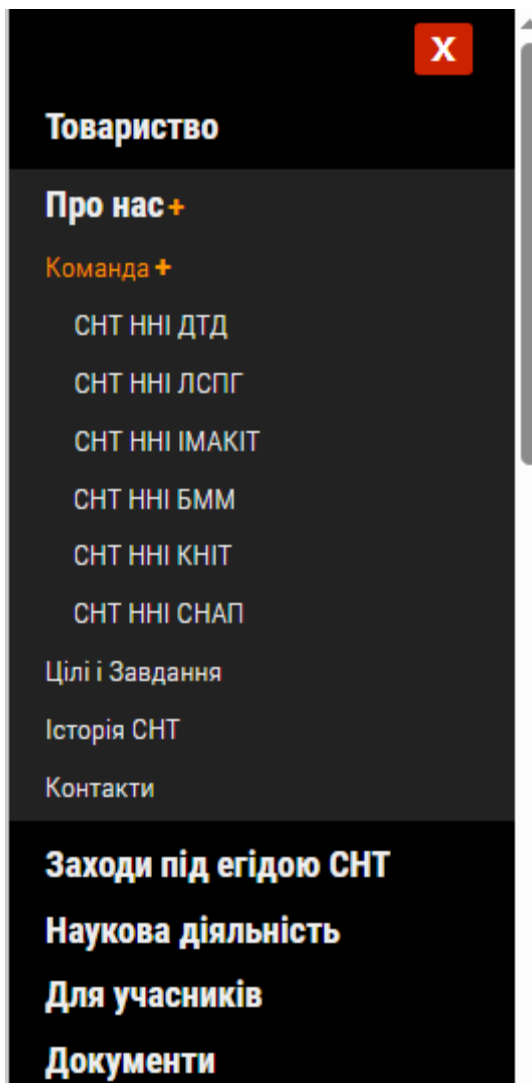 X
Товариство
Про нас+
Команда+
СНТ ННІ ДТД
СНТ ННІ ЛСПГ
СНТ ННІ ІМАКІТ
СНТ ННІ БММ
СНТ ННІ КНІТ
СНТ ННІ СНАП
Цілі і Завдання
Історія СНТ
Контакти
Заходи під егідою СНТ
Наукова діяльність
Для учасників
Документи